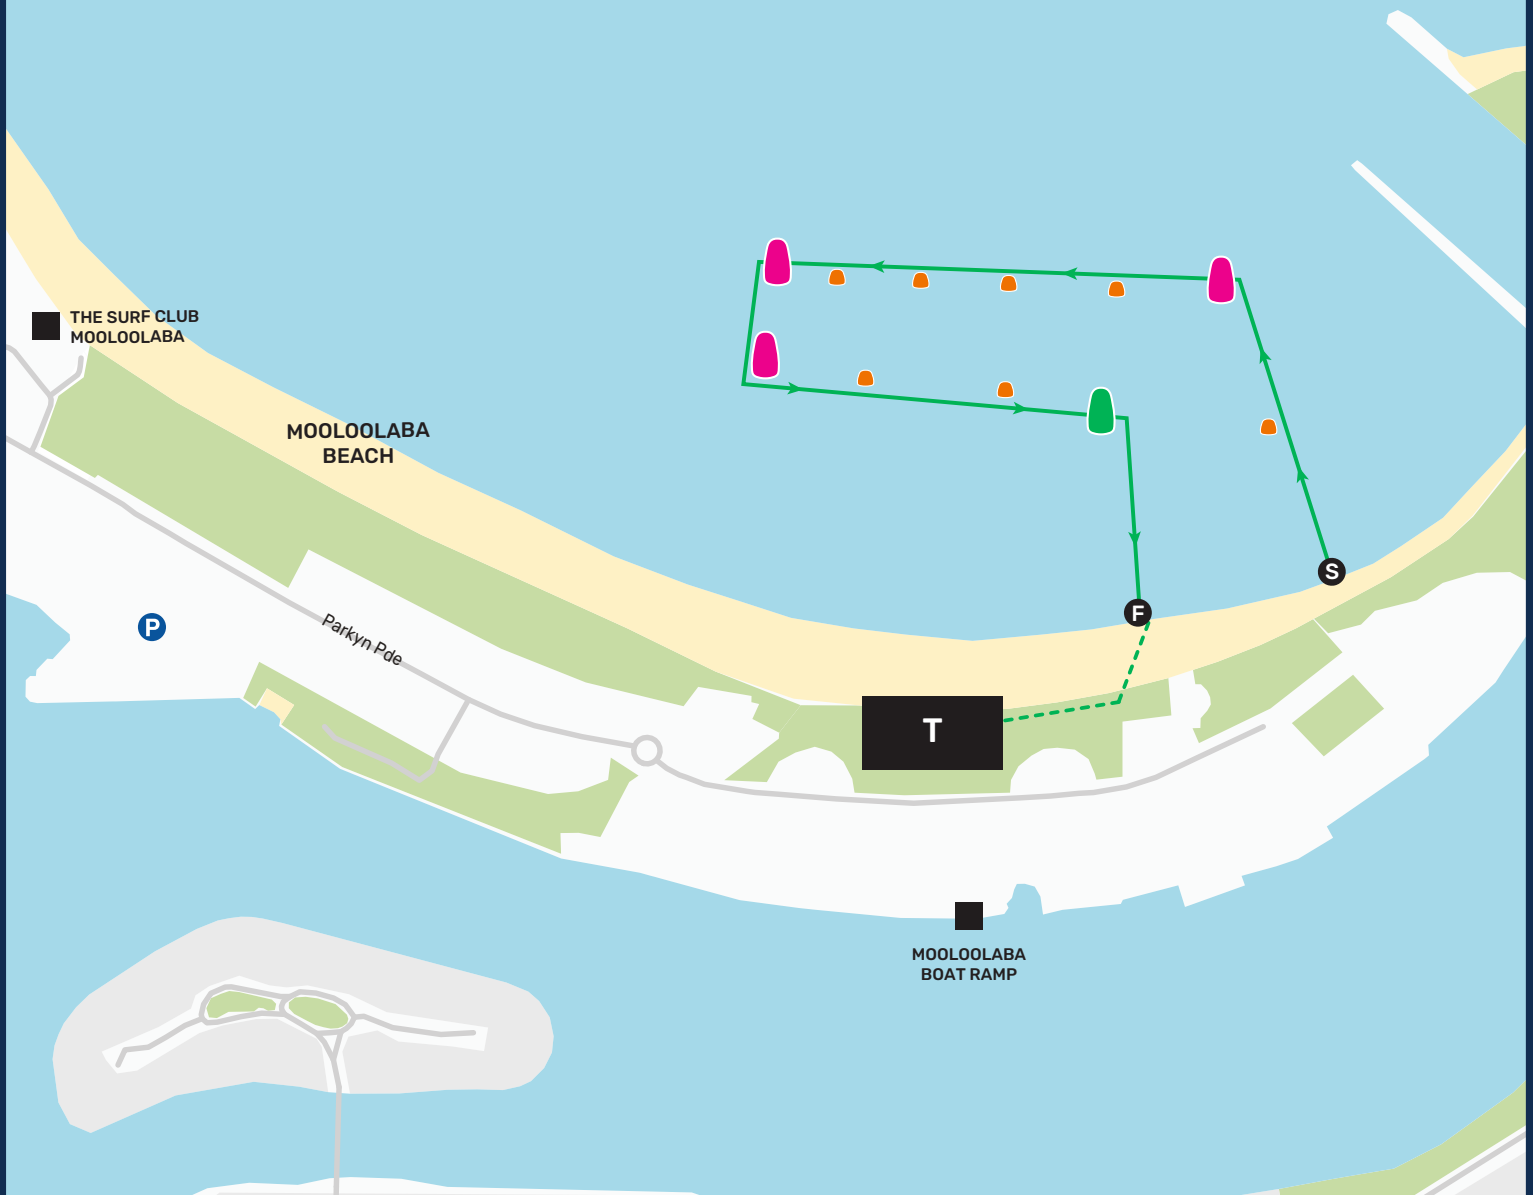 THE SURF CLUB
MOOLOOLABA
MOOLOOLABA
BEACH
S
F
P
Parkyn Pde
T
MOOLOOLABA
BOAT RAMP